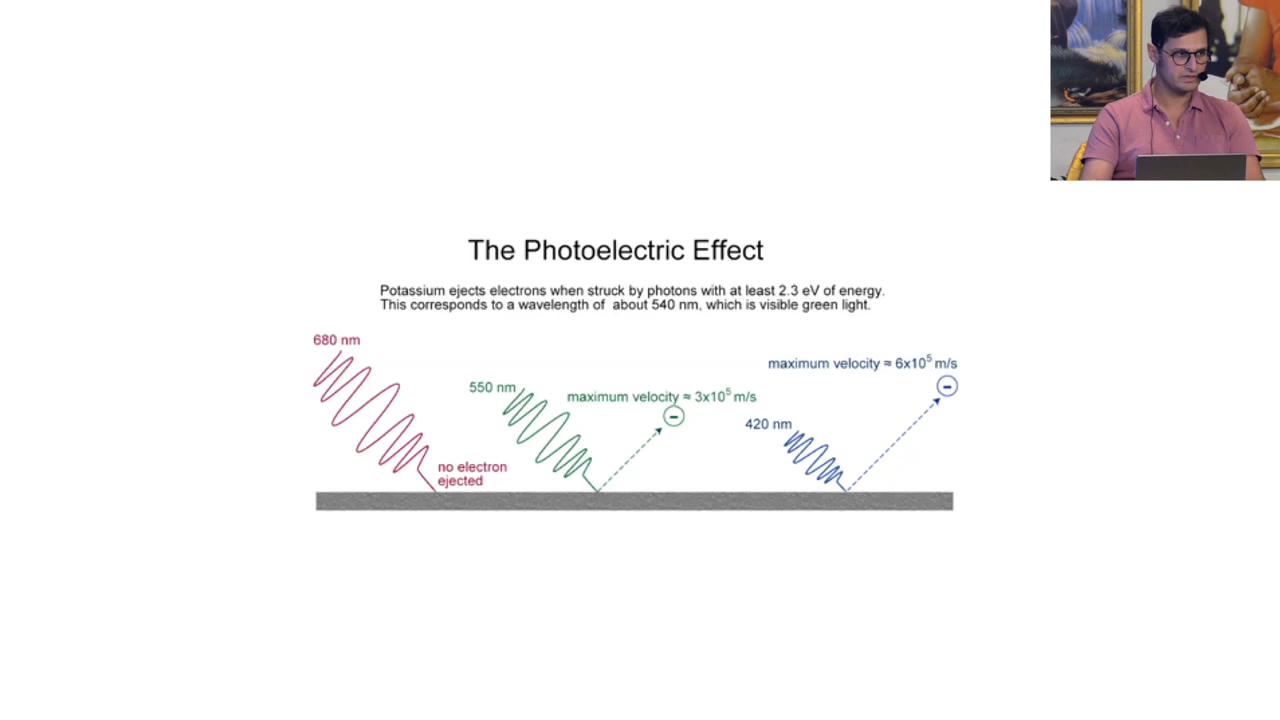 The Photoelectric Effect
Potassium ejects electrons when struck by photons with at least 2.3 eV of energy.
This corresponds to a wavelength of about 540 nm, which is visible green light.
680 nm
no electron
ejected
550 nm
maximum velocity ≈ 3x10⁵ m/s
420 nm
maximum velocity ≈ 6x10⁵ m/s